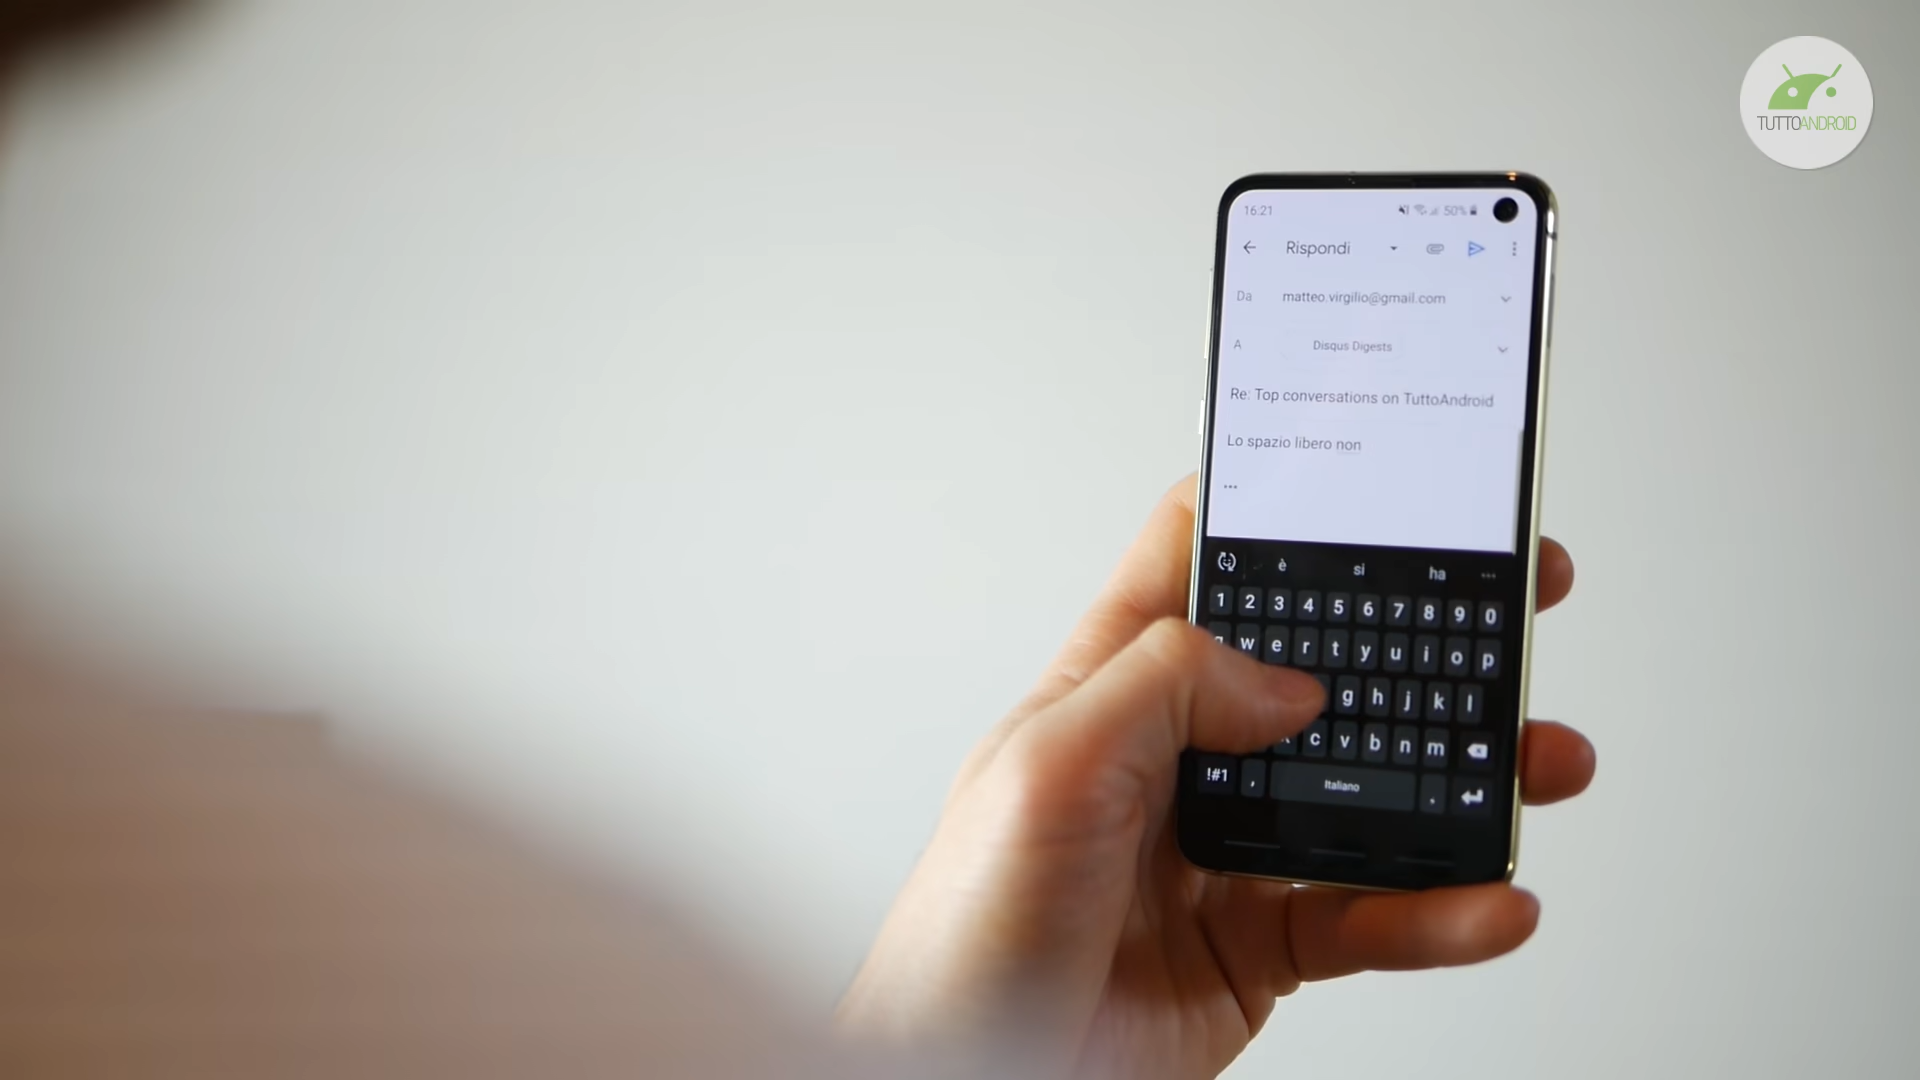 TUTTOANDROID
16:21 50%
Rispondi
Da matteo.virgilio@gmail.com
A Disqus Digests
Re: Top conversations on TuttoAndroid
Lo spazio libero non
...
è si ha ...
1 2 3 4 5 6 7 8 9 0
w e r t y u i o p
g h j k l
c v b n m
!#1 , Italiano .